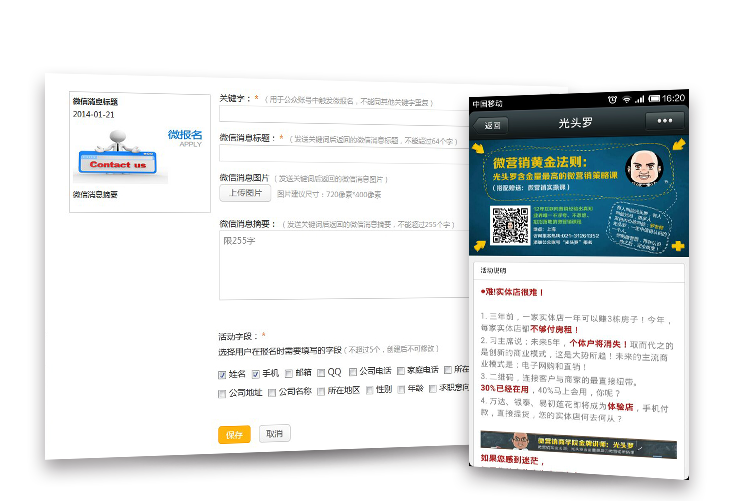 微信消息标题
2014-01-21
微报名
APPLY
Contact us
微信消息摘要
关键字：*（用于公众账号中触发微报名，不能同其他关键字重复）
微信消息标题：*（发送关键词后返回的微信消息标题，不能超过64个字）
微信消息图片（发送关键词后返回的微信消息图片）
上传图片 图片建议尺寸：720像素*400像素
微信消息摘要：（发送关键词后返回的微信消息摘要，不能超过255个字）
限255字
活动字段：*
选择用户在报名时需要填写的字段（不超过5个，创建后不可修改）
姓名 手机 邮箱 QQ 公司电话 家庭电话 所在
公司地址 公司名称 所在地区 性别 年龄 求职意向
保存 取消
中国移动 16:20
返回 光头罗
微营销黄金法则：
光头罗含金量最高的微营销策略课
（搭配赠送：微营销实操课）
地点：上海
活动说明
●难!实体店很难！
1. 三年前，一家实体店一年可以赚3栋房子！今年，
每家实体店都不够付房租！
2. 习主席说；未来5年，个体户将消失！取而代之的
是创新的商业模式，这是大势所趋！未来的主流商
业模式是；电子网购和直销！
3. 二维码，连接客户与商家的最直接纽带。
30%已经在用，40%马上会用，你呢？
4. 万达、银泰、易初莲花即将成为体验店，手机付
款，直接提货，您的实体店何去何从？
微营销商学院金牌讲师：光头罗
如果您感到迷茫，